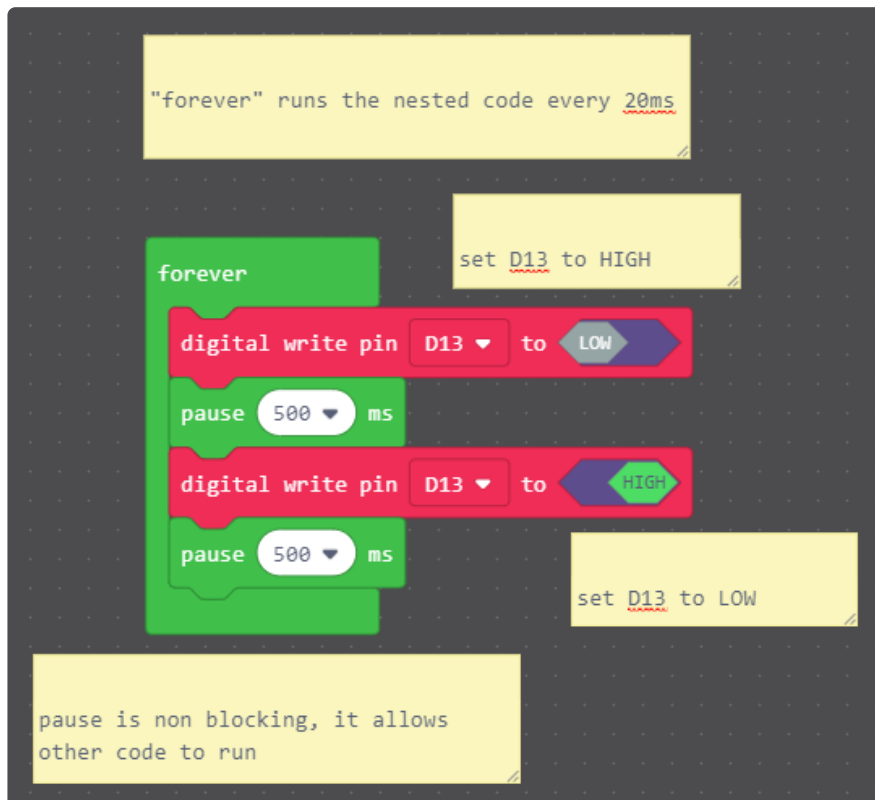 "forever" runs the nested code every 20ms
set D13 to HIGH
forever
digital write pin D13 to LOW
pause 500 ms
digital write pin D13 to HIGH
pause 500 ms
set D13 to LOW
pause is non blocking, it allows
other code to run